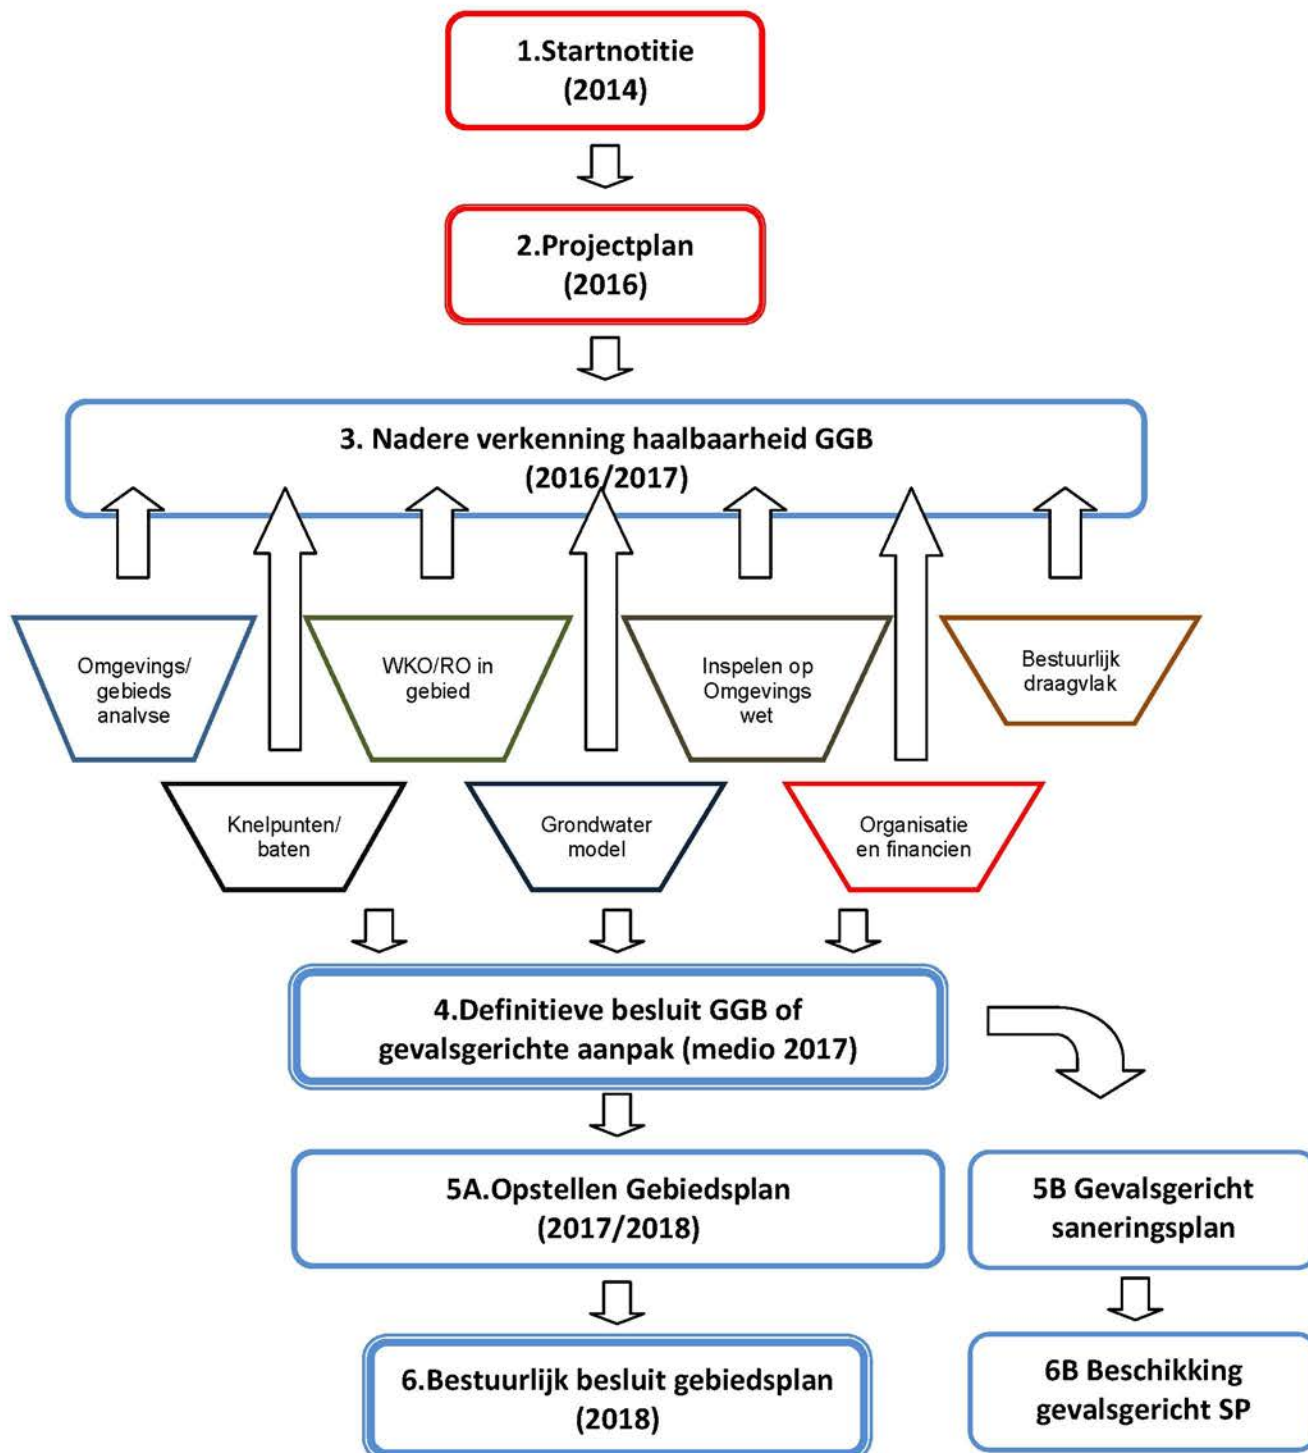 1.Startnotitie
(2014)
2.Projectplan
(2016)
3. Nadere verkenning haalbaarheid GGB
(2016/2017)
Omgevings/
gebieds
analyse
WKO/RO in
gebied
Inspelen op
Omgevings
wet
Bestuurlijk
draagvlak
Knelpunten/
baten
Grondwater
model
Organisatie
en financien
4.Definitieve besluit GGB of
gevalsgerichte aanpak (medio 2017)
5A.Opstellen Gebiedsplan
(2017/2018)
5B Gevalsgericht
saneringsplan
6.Bestuurlijk besluit gebiedsplan
(2018)
6B Beschikking
gevalsgericht SP